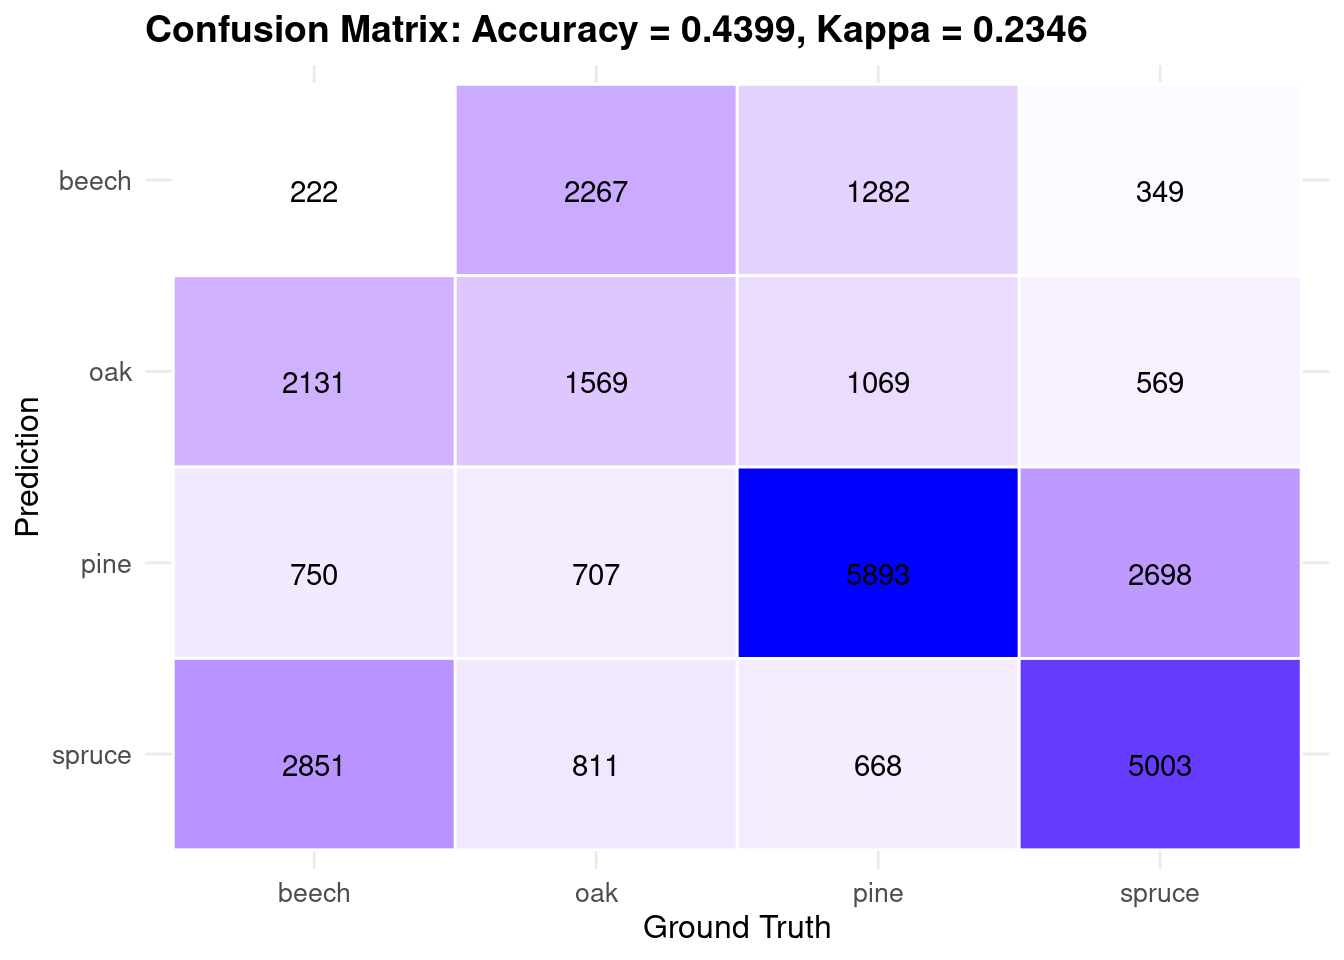 Confusion Matrix: Accuracy = 0.4399, Kappa = 0.2346
Prediction
beech
222
2267
1282
349
oak
2131
1569
1069
569
pine
750
707
5893
2698
spruce
2851
811
668
5003
beech
oak
pine
spruce
Ground Truth